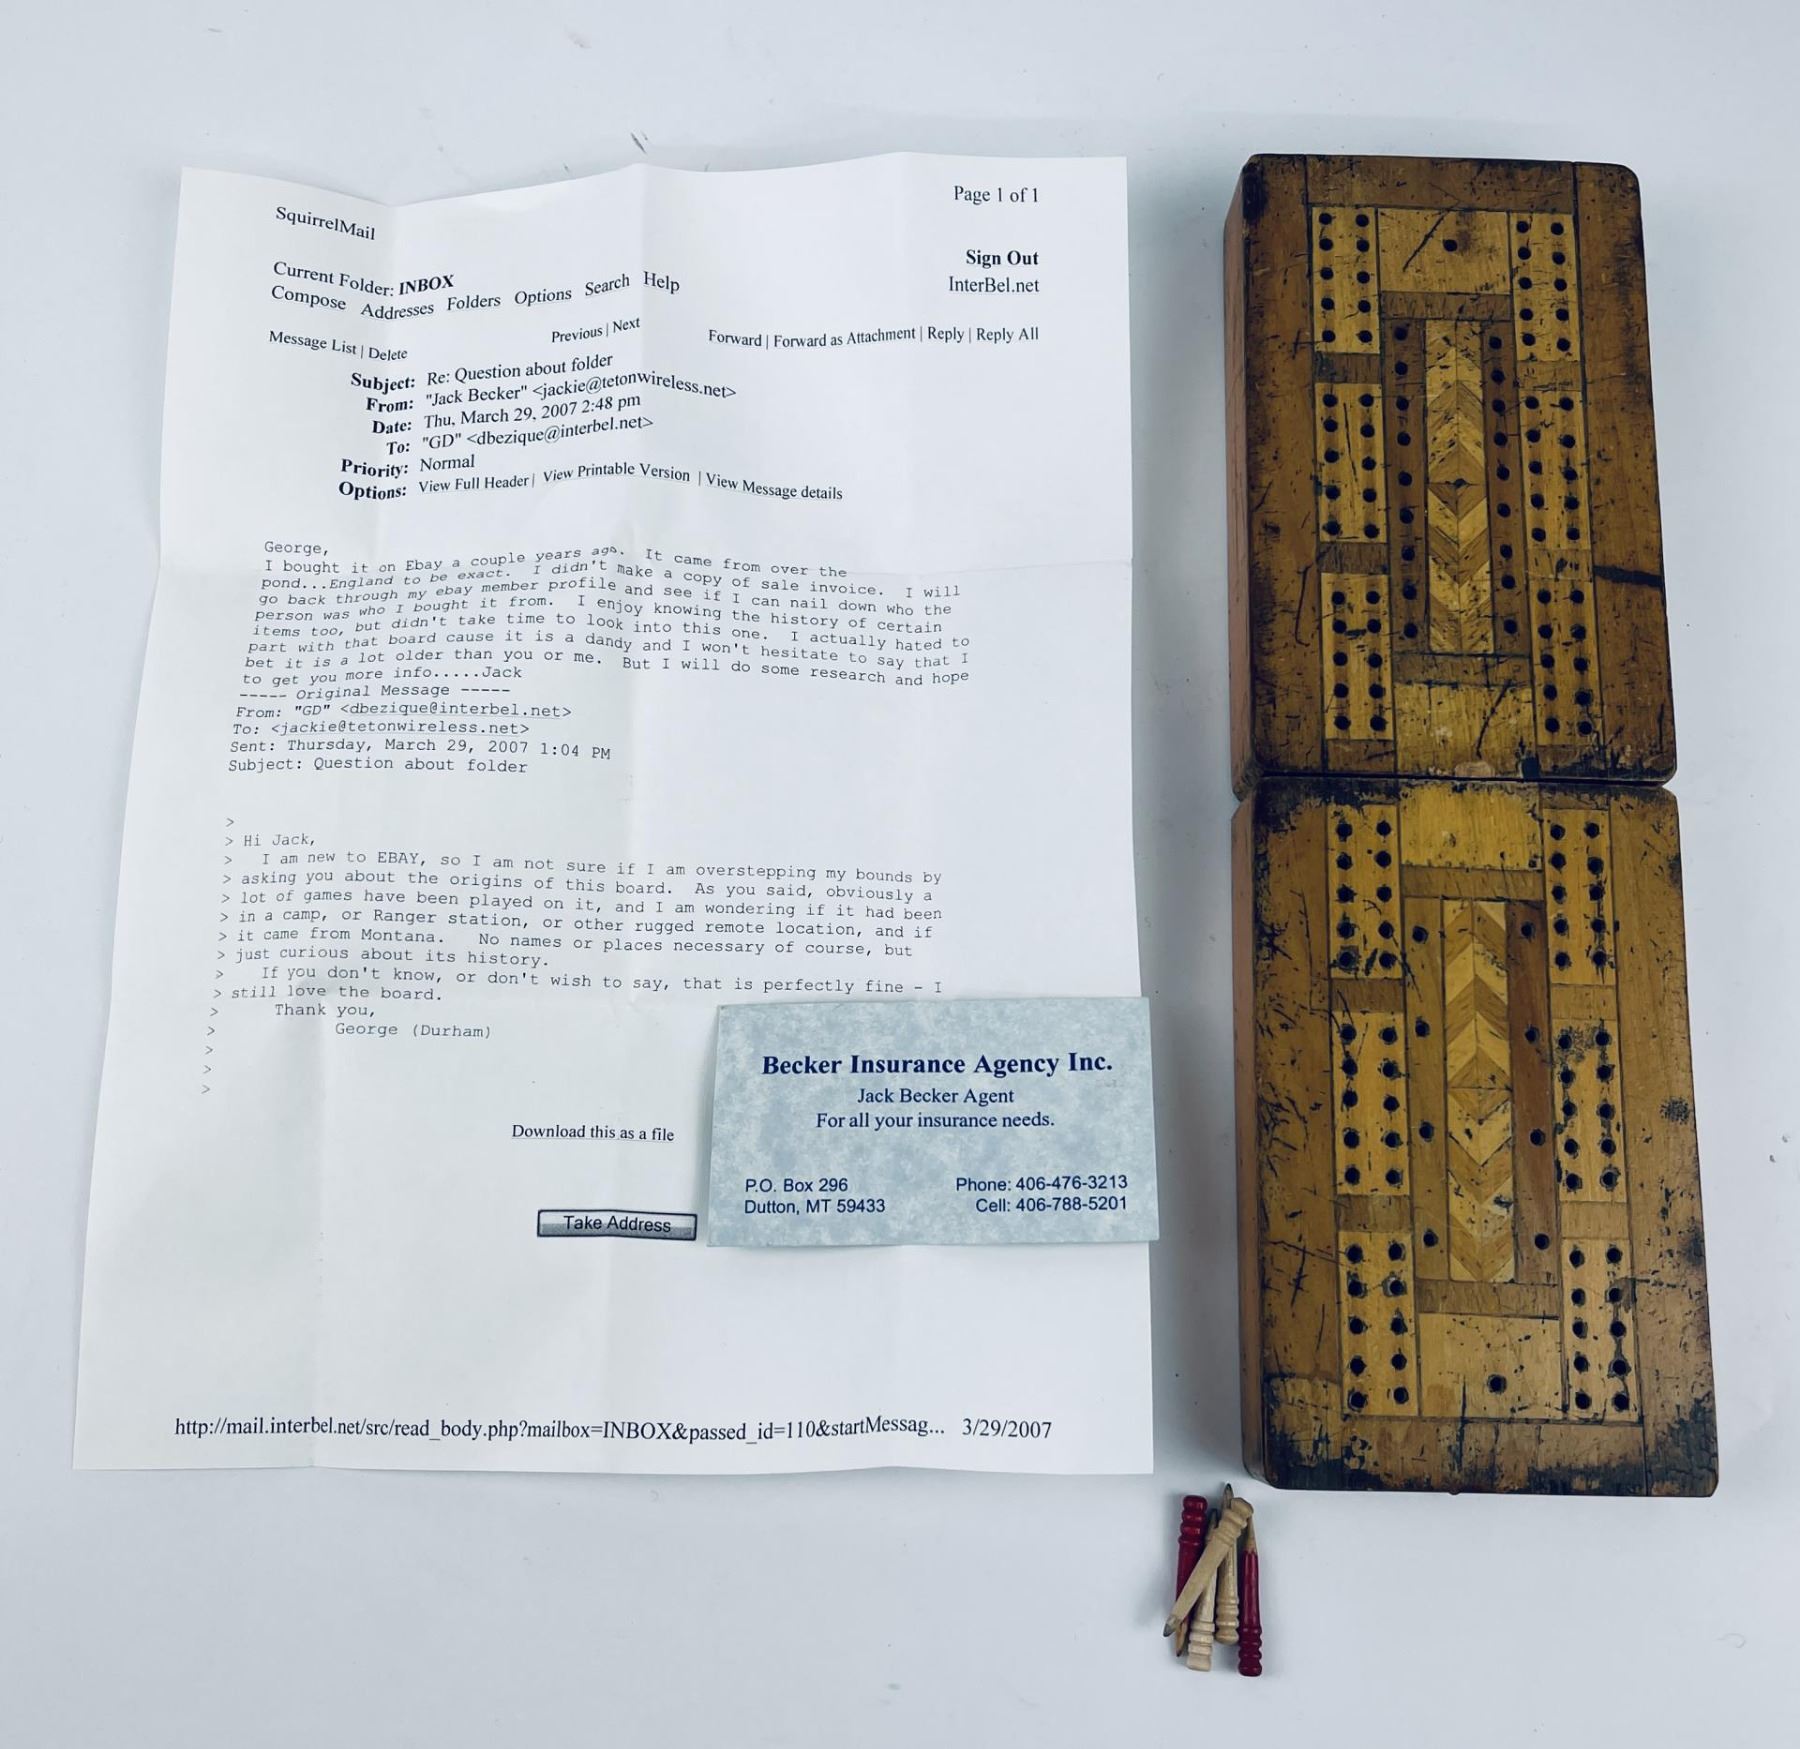 SquirrelMail
Page 1 of 1
Current Folder: INBOX
Sign Out
Compose Addresses Folders Options Search Help
InterBel.net
Message List | Delete
Previous | Next
Forward | Forward as Attachment | Reply | Reply All
Subject: Re: Question about folder
From: "Jack Becker" <jackie@tetonwireless.net>
Date: Thu, March 29, 2007 2:48 pm
To: "GD" <dbezique@interbel.net>
Priority: Normal
Options: View Full Header | View Printable Version | View Message details
George,
I bought it on Ebay a couple years ago. It came from over the
pond...England to be exact. I didn't make a copy of sale invoice. I will
go back through my ebay member profile and see if I can nail down who the
person was who I bought it from. I enjoy knowing the history of certain
items too, but didn't take time to look into this one. I actually hated to
part with that board cause it is a dandy and I won't hesitate to say that I
bet it is a lot older than you or me. But I will do some research and hope
to get you more info.....Jack
----- Original Message -----
From: "GD" <dbezique@interbel.net>
To: <jackie@tetonwireless.net>
Sent: Thursday, March 29, 2007 1:04 PM
Subject: Question about folder
>
> Hi Jack,
> I am new to EBAY, so I am not sure if I am overstepping my bounds by
> asking you about the origins of this board. As you said, obviously a
> lot of games have been played on it, and I am wondering if it had been
> in a camp, or Ranger station, or other rugged remote location, and if
> it came from Montana. No names or places necessary of course, but
> just curious about its history.
> If you don't know, or don't wish to say, that is perfectly fine - I
> still love the board.
> Thank you,
> George (Durham)
>
>
>
Download this as a file
Take Address
http://mail.interbel.net/src/read_body.php?mailbox=INBOX&passed_id=110&startMessag... 3/29/2007
Becker Insurance Agency Inc.
Jack Becker Agent
For all your insurance needs.
P.O. Box 296
Phone: 406-476-3213
Dutton, MT 59433
Cell: 406-788-5201